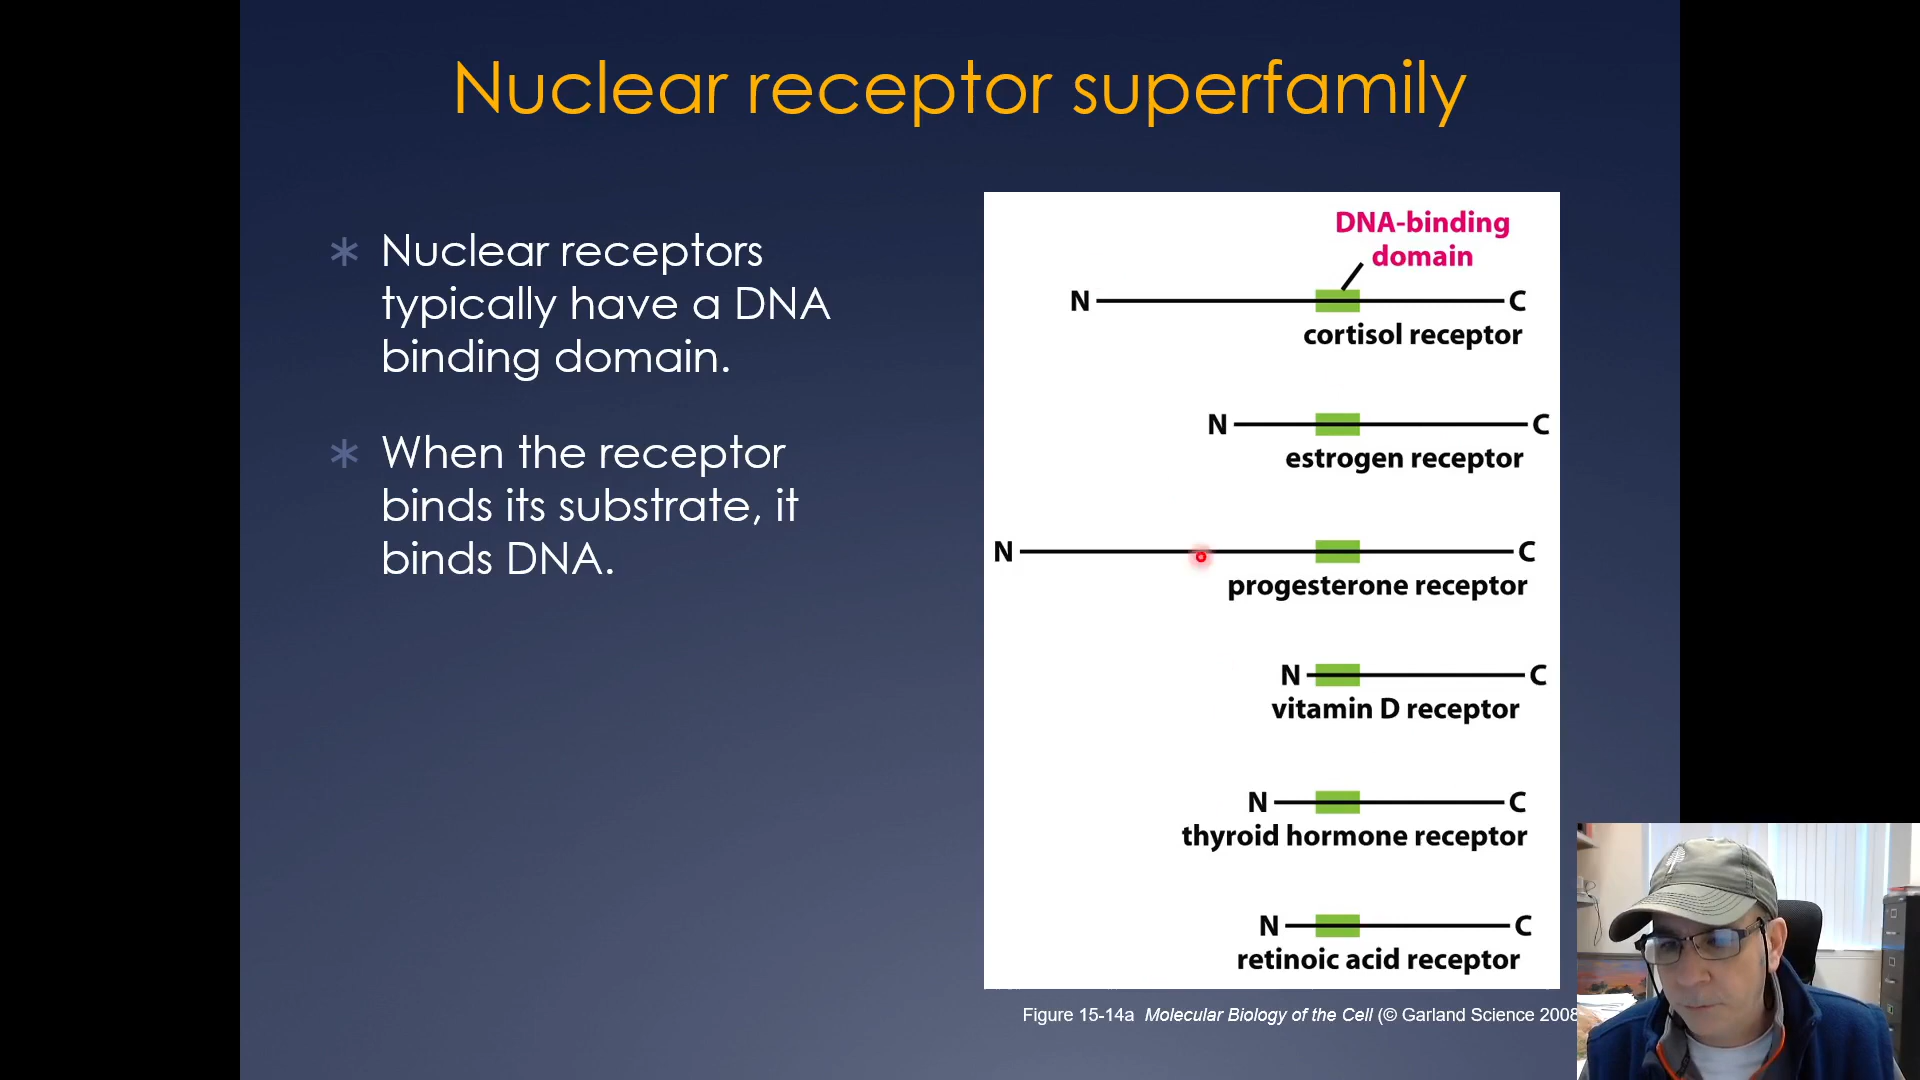 Nuclear receptor superfamily
Nuclear receptors
typically have a DNA
binding domain.
When the receptor
binds its substrate, it
binds DNA.
DNA-binding
domain
N C
cortisol receptor
N C
estrogen receptor
N C
progesterone receptor
N C
vitamin D receptor
N C
thyroid hormone receptor
N C
retinoic acid receptor
Figure 15-14a Molecular Biology of the Cell (© Garland Science 2008